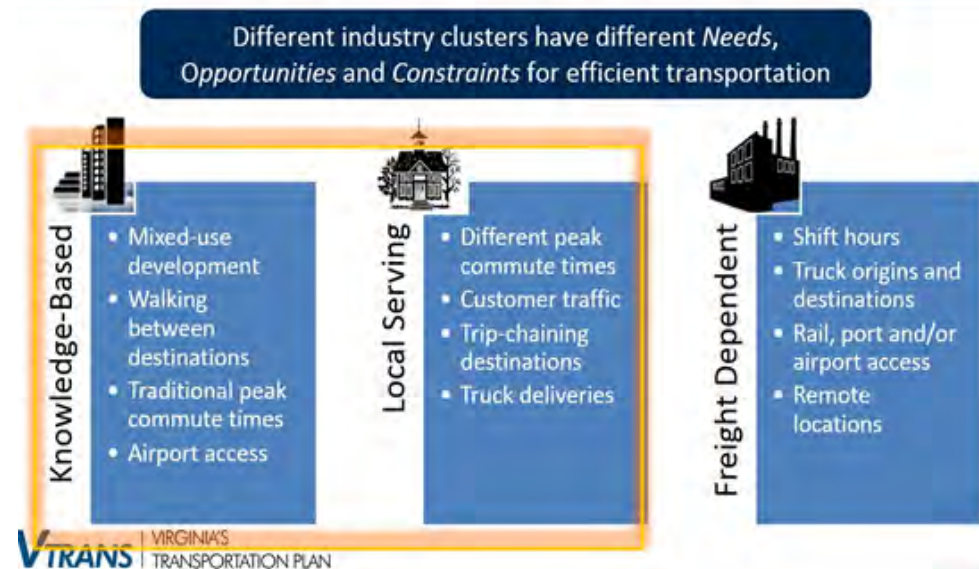 Different industry clusters have different Needs,
Opportunities and Constraints for efficient transportation
Knowledge-Based
• Mixed-use
development
• Walking
between
destinations
• Traditional peak
commute times
• Airport access
Local Serving
• Different peak
commute times
• Customer traffic
• Trip-chaining
destinations
• Truck deliveries
Freight Dependent
• Shift hours
• Truck origins and
destinations
• Rail, port and/or
airport access
• Remote
locations
VTRANS | VIRGINIA'S
TRANSPORTATION PLAN